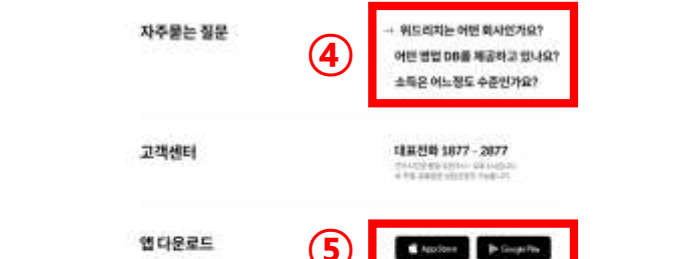 자주묻는 질문
④
→ 위드리치는 어떤 회사인가요?
어떤 영업 DB를 제공하고 있나요?
소득은 어느정도 수준인가요?
고객센터
대표전화 1877 - 2877
앱 다운로드
⑤
App Store
Google Play